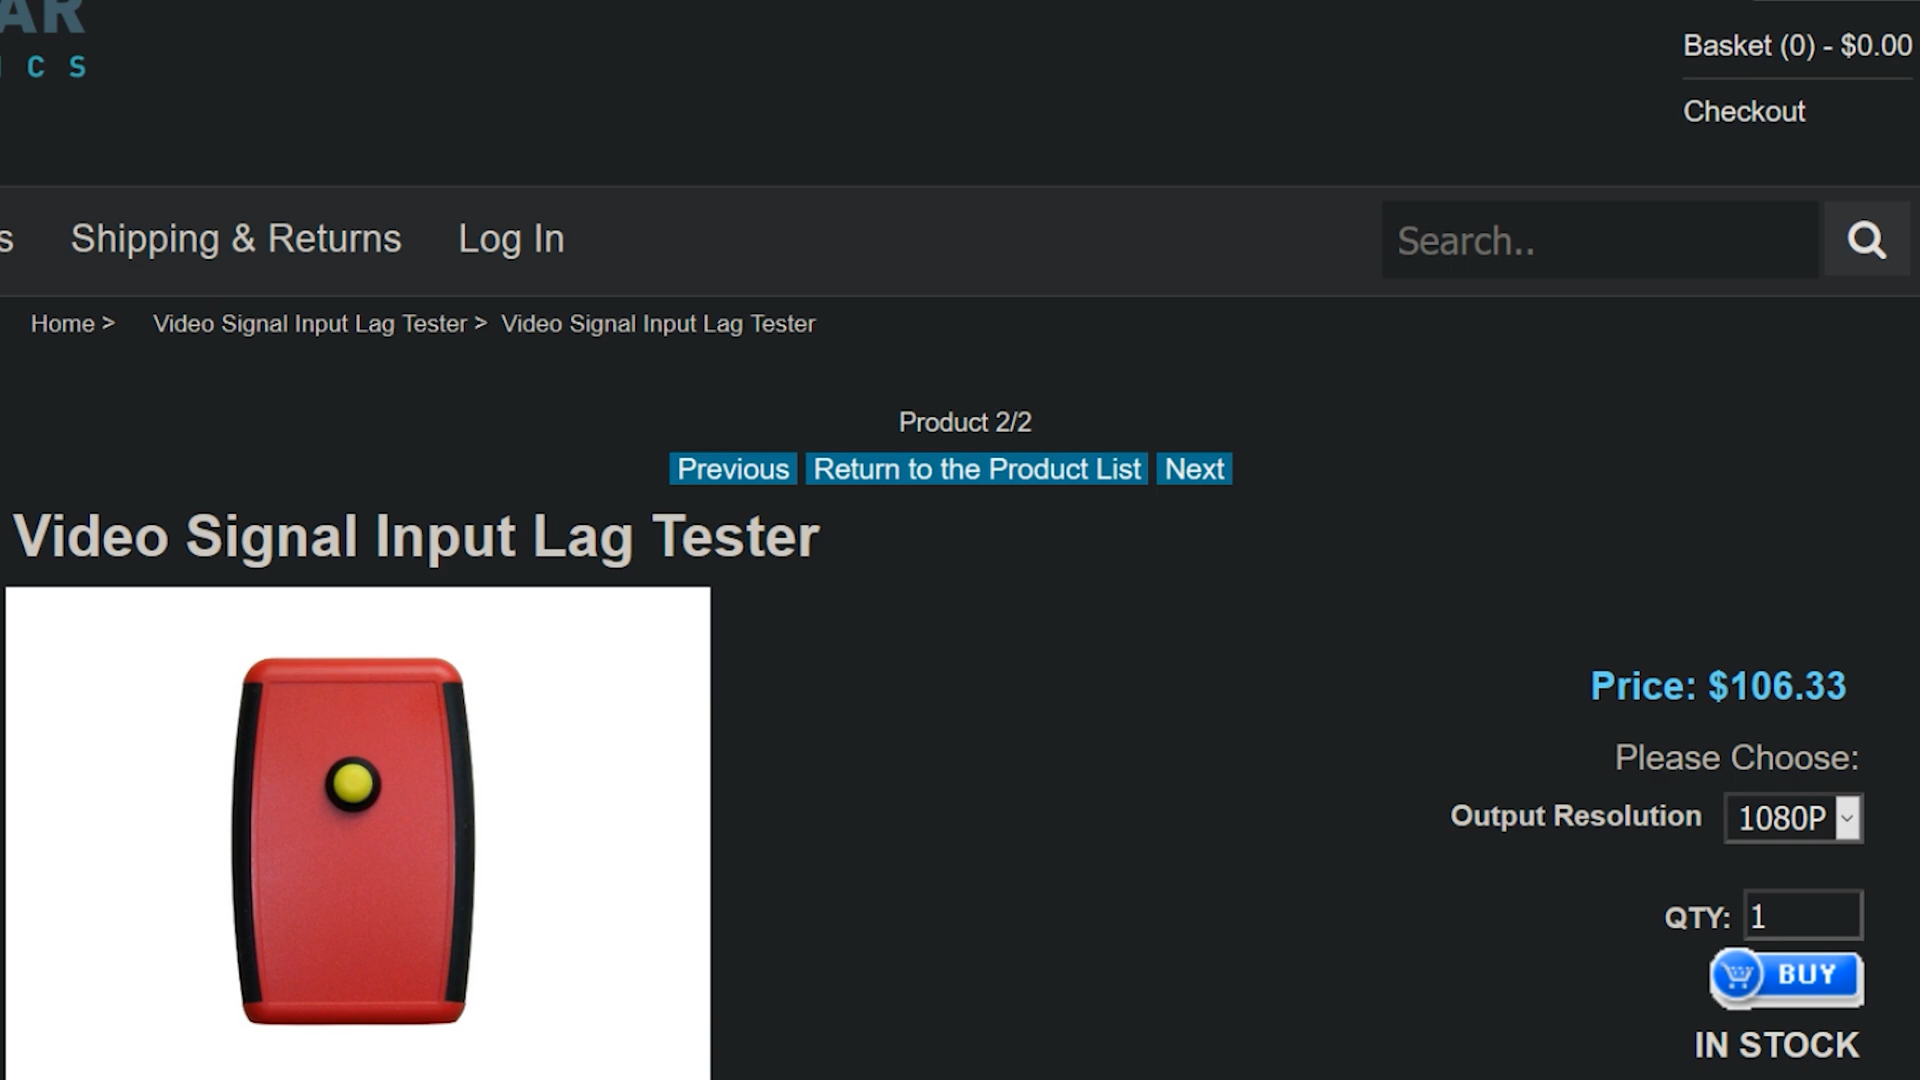 AR
C S
Basket (0) - $0.00
Checkout
s Shipping & Returns Log In
Search..
Home > Video Signal Input Lag Tester > Video Signal Input Lag Tester
Product 2/2
Previous Return to the Product List Next
Video Signal Input Lag Tester
Price: $106.33
Please Choose:
Output Resolution 1080P
QTY: 1
BUY
IN STOCK